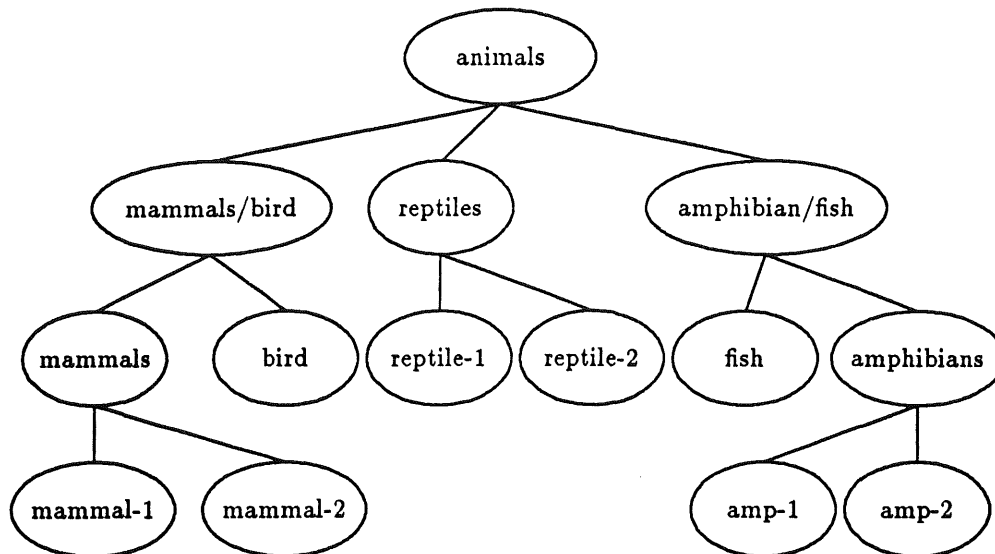 animals
mammals/bird
reptiles
amphibian/fish
mammals
bird
reptile-1
reptile-2
fish
amphibians
mammal-1
mammal-2
amp-1
amp-2